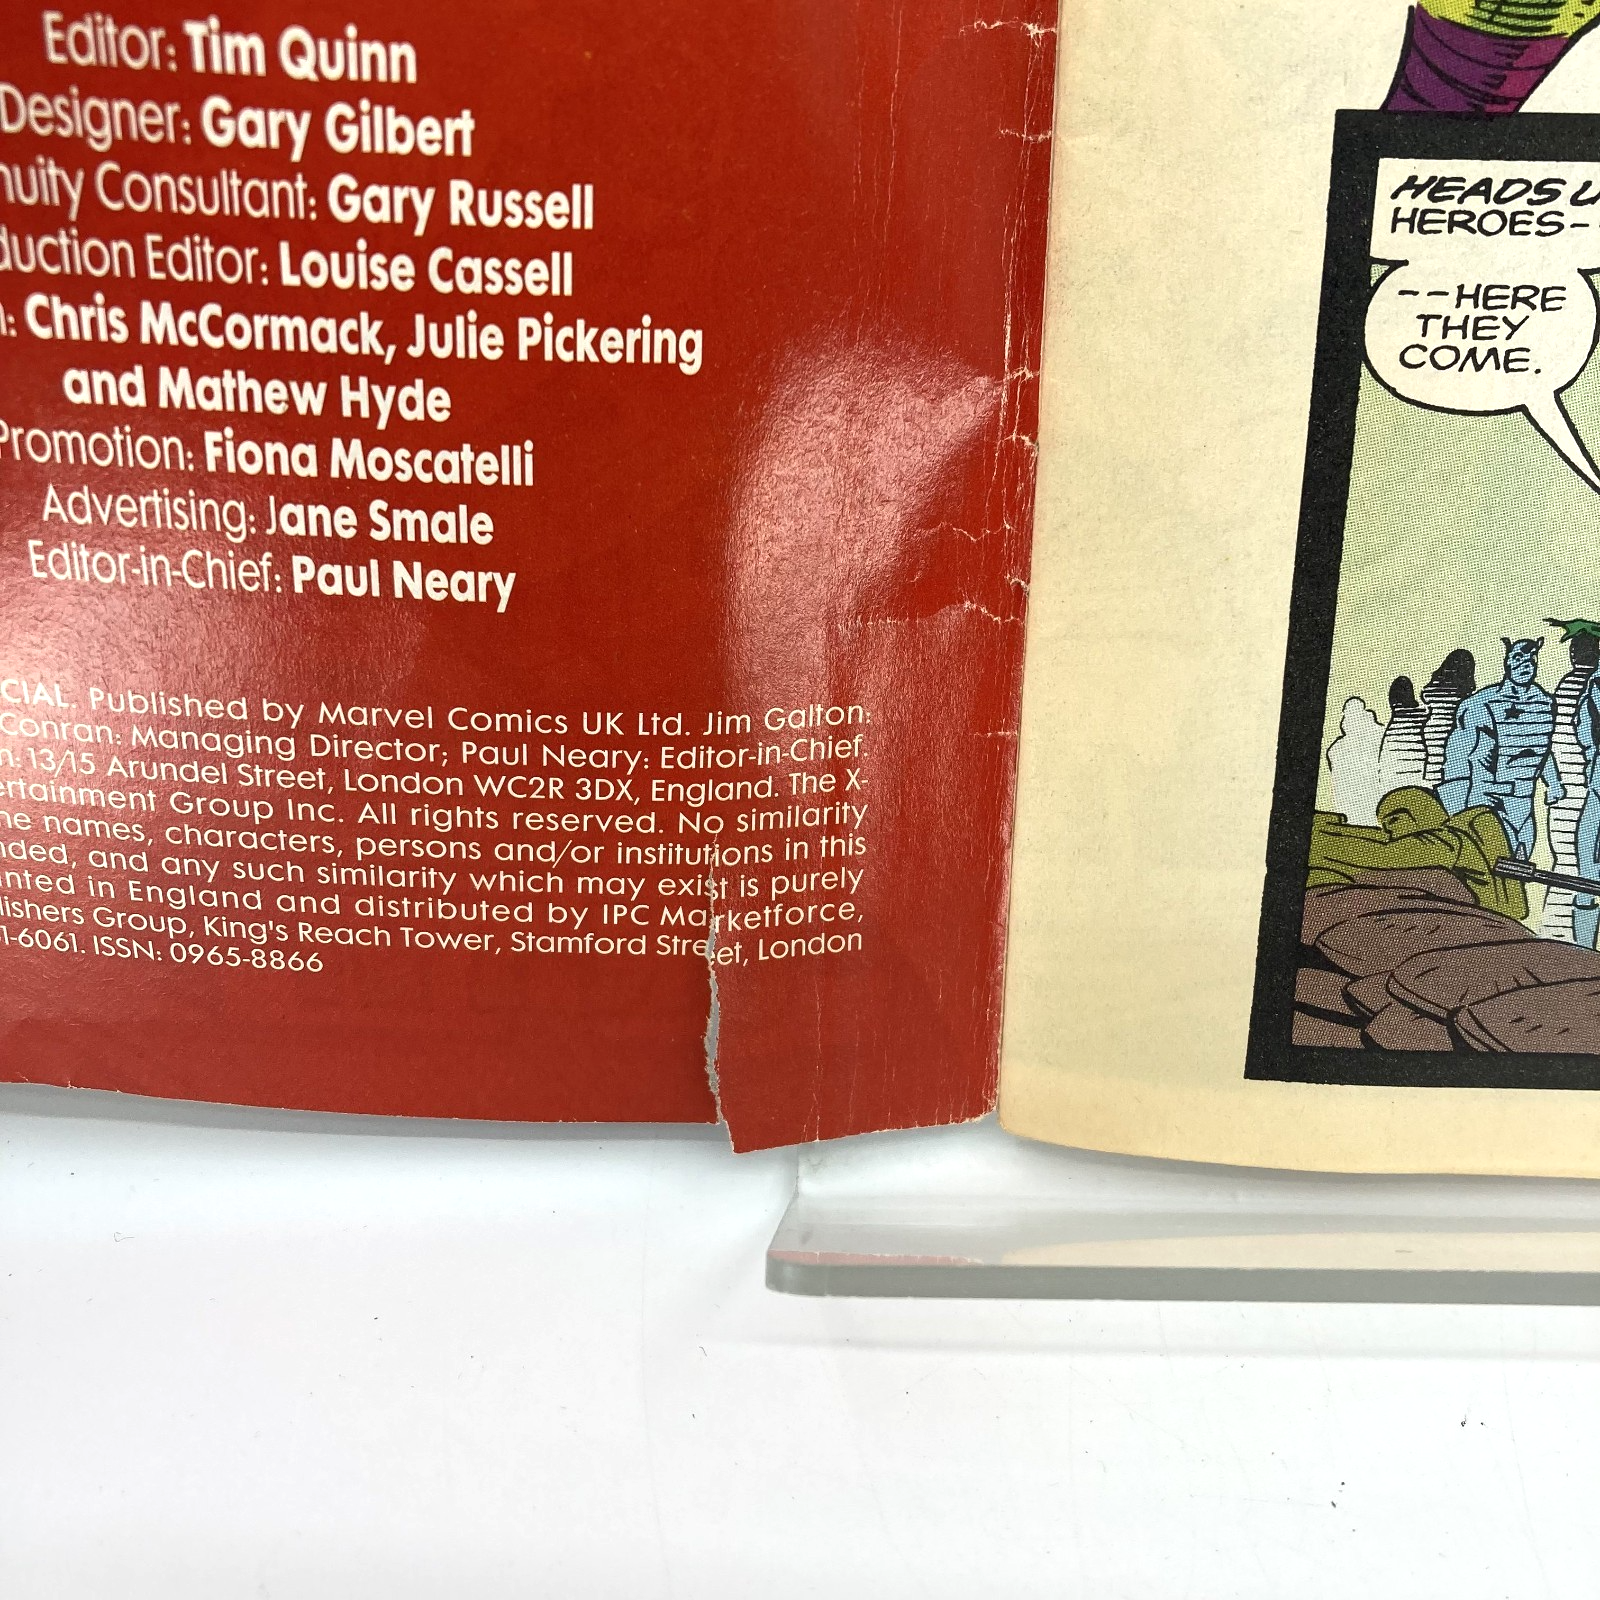 Editor: Tim Quinn
Designer: Gary Gilbert
nuity Consultant: Gary Russell
duction Editor: Louise Cassell
n: Chris McCormack, Julie Pickering
and Mathew Hyde
Promotion: Fiona Moscatelli
Advertising: Jane Smale
Editor-in-Chief: Paul Neary
CIAL. Published by Marvel Comics UK Ltd. Jim Galton:
Conran: Managing Director; Paul Neary: Editor-in-Chief.
n: 13/15 Arundel Street, London WC2R 3DX, England. The X-
ertainment Group Inc. All rights reserved. No similarity
he names, characters, persons and/or institutions in this
nded, and any such similarity which may exist is purely
inted in England and distributed by IPC Marketforce,
lishers Group, King's Reach Tower, Stamford Street, London
1-6061. ISSN: 0965-8866
HEADS U
HEROES--
--HERE
THEY
COME.